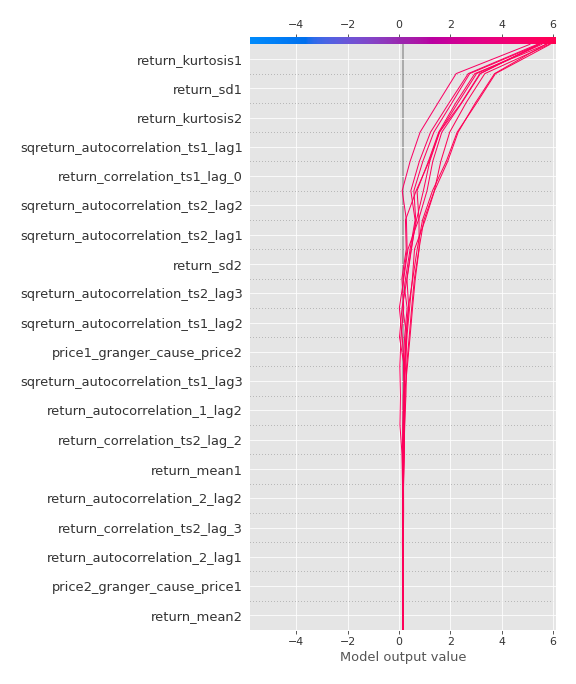 −4 −2 0 2 4 6
return_kurtosis1
return_sd1
return_kurtosis2
sqreturn_autocorrelation_ts1_lag1
return_correlation_ts1_lag_0
sqreturn_autocorrelation_ts2_lag2
sqreturn_autocorrelation_ts2_lag1
return_sd2
sqreturn_autocorrelation_ts2_lag3
sqreturn_autocorrelation_ts1_lag2
price1_granger_cause_price2
sqreturn_autocorrelation_ts1_lag3
return_autocorrelation_1_lag2
return_correlation_ts2_lag_2
return_mean1
return_autocorrelation_2_lag2
return_correlation_ts2_lag_3
return_autocorrelation_2_lag1
price2_granger_cause_price1
return_mean2
−4 −2 0 2 4 6
Model output value